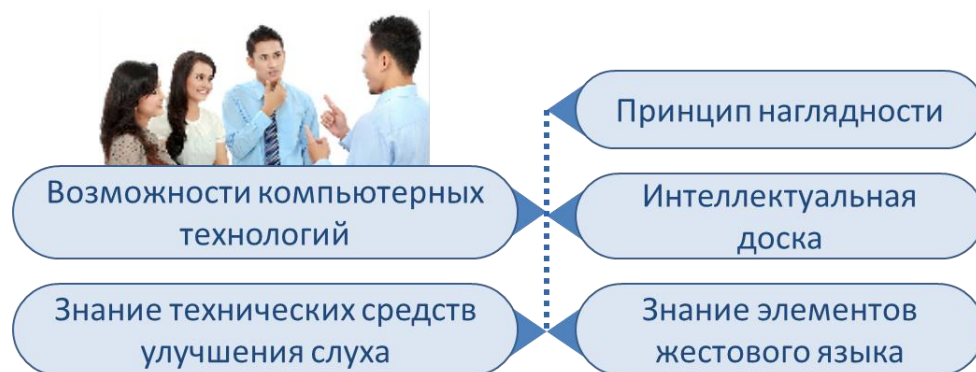 Принцип наглядности
Возможности компьютерных
технологий
Интеллектуальная
доска
Знание технических средств
улучшения слуха
Знание элементов
жестового языка